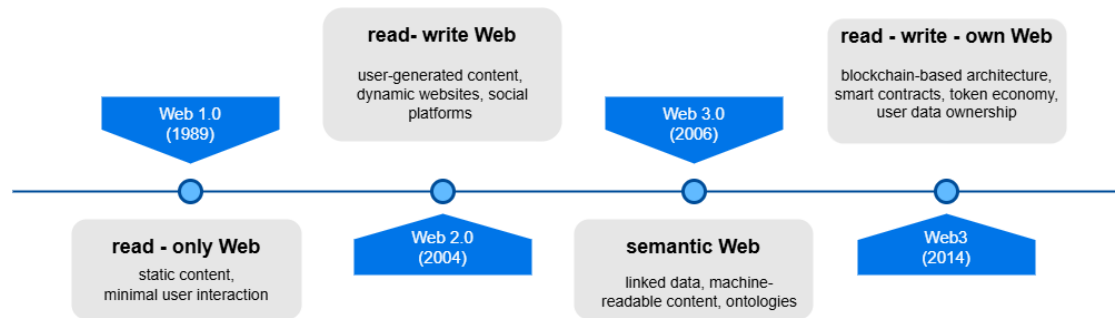 Web 1.0
(1989)
read - only Web
static content,
minimal user interaction
read- write Web
user-generated content,
dynamic websites, social
platforms
Web 2.0
(2004)
Web 3.0
(2006)
semantic Web
linked data, machine-
readable content, ontologies
read - write - own Web
blockchain-based architecture,
smart contracts, token economy,
user data ownership
Web3
(2014)